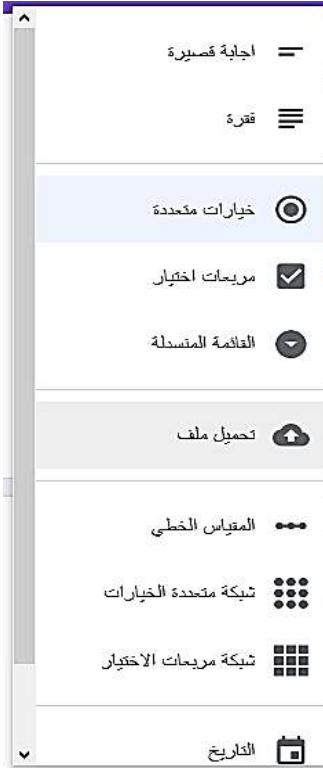 اجابة قصيرة
فقرة
خيارات متعددة
مربعات اختيار
القائمة المنسدلة
تحميل ملف
المقياس الخطي
شبكة متعددة الخيارات
شبكة مربعات الاختيار
التاريخ